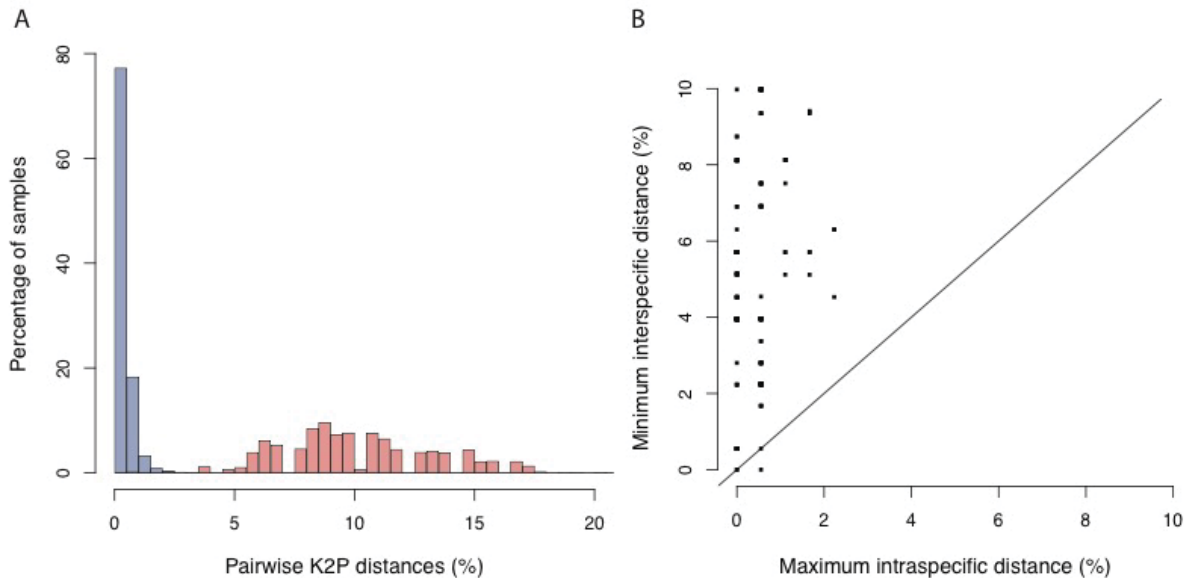 A
B
80
60
40
20
0
Percentage of samples
0 5 10 15 20
Pairwise K2P distances (%)
10
8
6
4
2
0
Minimum interspecific distance (%)
0 2 4 6 8 10
Maximum intraspecific distance (%)